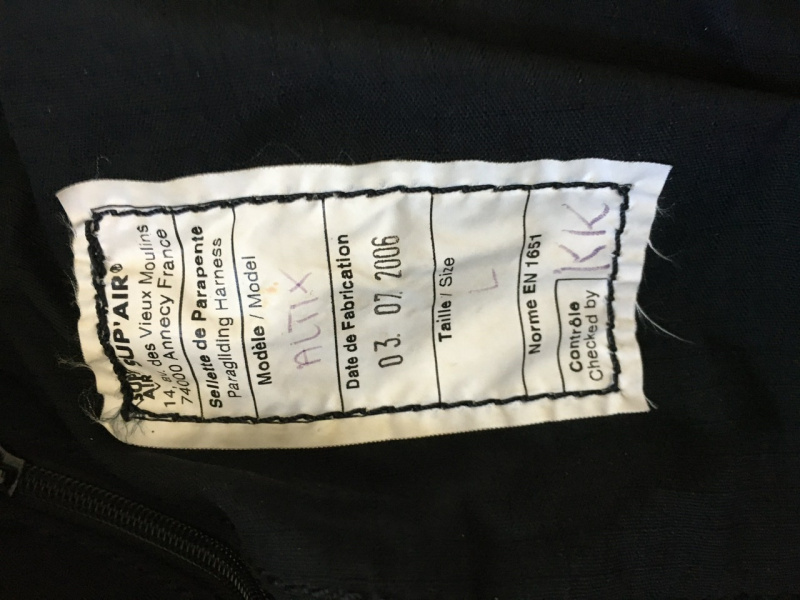 SUP'AIR®
14, av. des Vieux Moulins
74000 Annecy France
Sellette de Parapente
Paragliding Harness
Modèle / Model
ALTIX
Date de Fabrication
03. 07. 2006
Taille / Size
L
Norme EN 1651
Contrôle
Checked by
KK